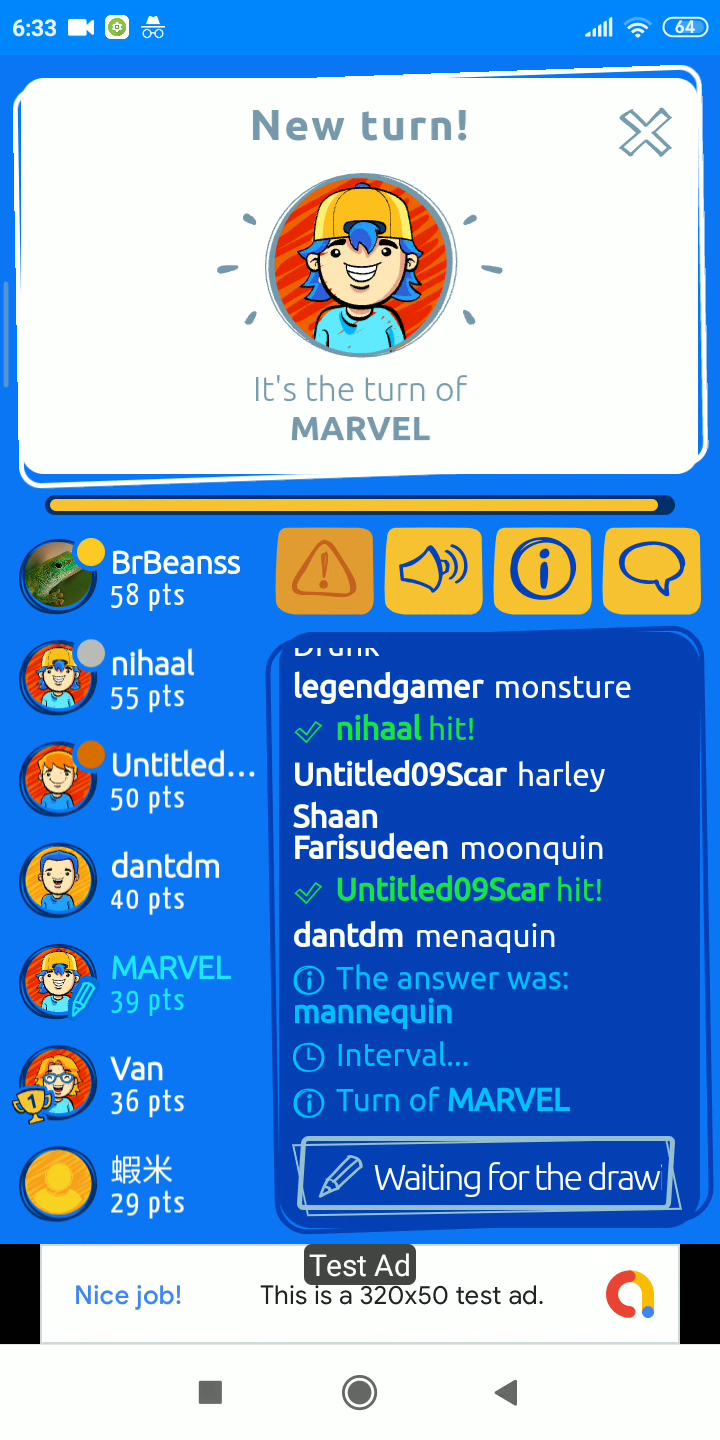 6:33
64
New turn!
It's the turn of
MARVEL
BrBeanss
58 pts
nihaal
55 pts
Untitled...
50 pts
dantdm
40 pts
MARVEL
39 pts
1
Van
36 pts
蝦米
29 pts
Drunk
legendgamer monsture
nihaal hit!
Untitled09Scar harley
Shaan
Farisudeen moonquin
Untitled09Scar hit!
dantdm menaquin
The answer was:
mannequin
Interval...
Turn of MARVEL
Waiting for the drawi
Test Ad
Nice job!
This is a 320x50 test ad.